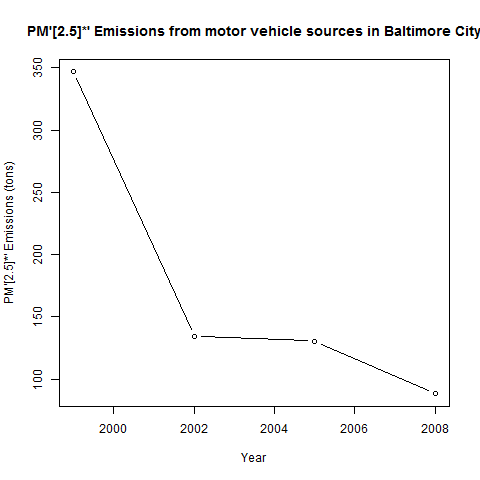 PM'[2.5]*' Emissions from motor vehicle sources in Baltimore City
PM'[2.5]*' Emissions (tons)
350
300
250
200
150
100
2000 2002 2004 2006 2008
Year